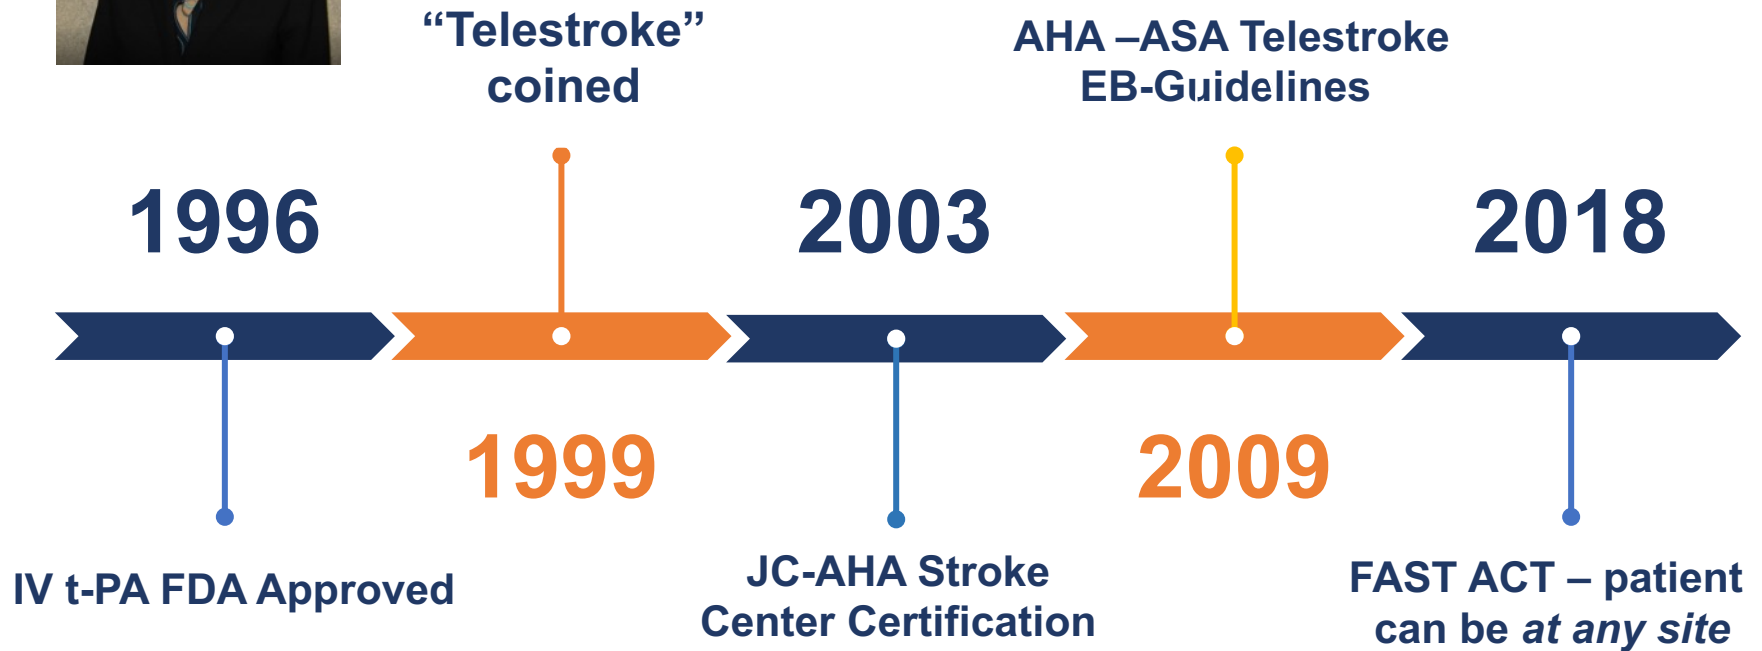 “Telestroke”
coined
AHA –ASA Telestroke
EB-Guidelines
1996
2003
2018
1999
2009
IV t-PA FDA Approved
JC-AHA Stroke
Center Certification
FAST ACT – patient
can be at any site